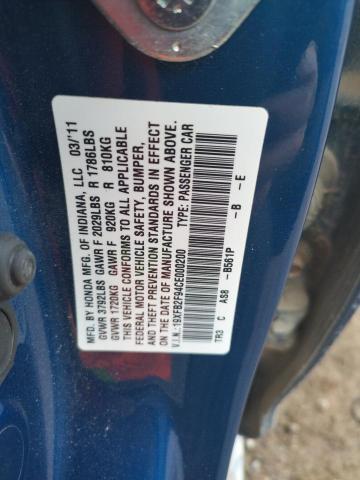 MFD. BY HONDA MFG. OF INDIANA, LLC 03/'11
GVWR 3792LBS GAWR F 2029LBS R 1786LBS
GVWR 1720KG GAWR F 920KG R 810KG
THIS VEHICLE CONFORMS TO ALL APPLICABLE
FEDERAL MOTOR VEHICLE SAFETY, BUMPER,
AND THEFT PREVENTION STANDARDS IN EFFECT
ON THE DATE OF MANUFACTURE SHOWN ABOVE.
V.I.N.: 19XFB2F94CE000200 TYPE: PASSENGER CAR
TR3 C AS8 -B561P -B -E